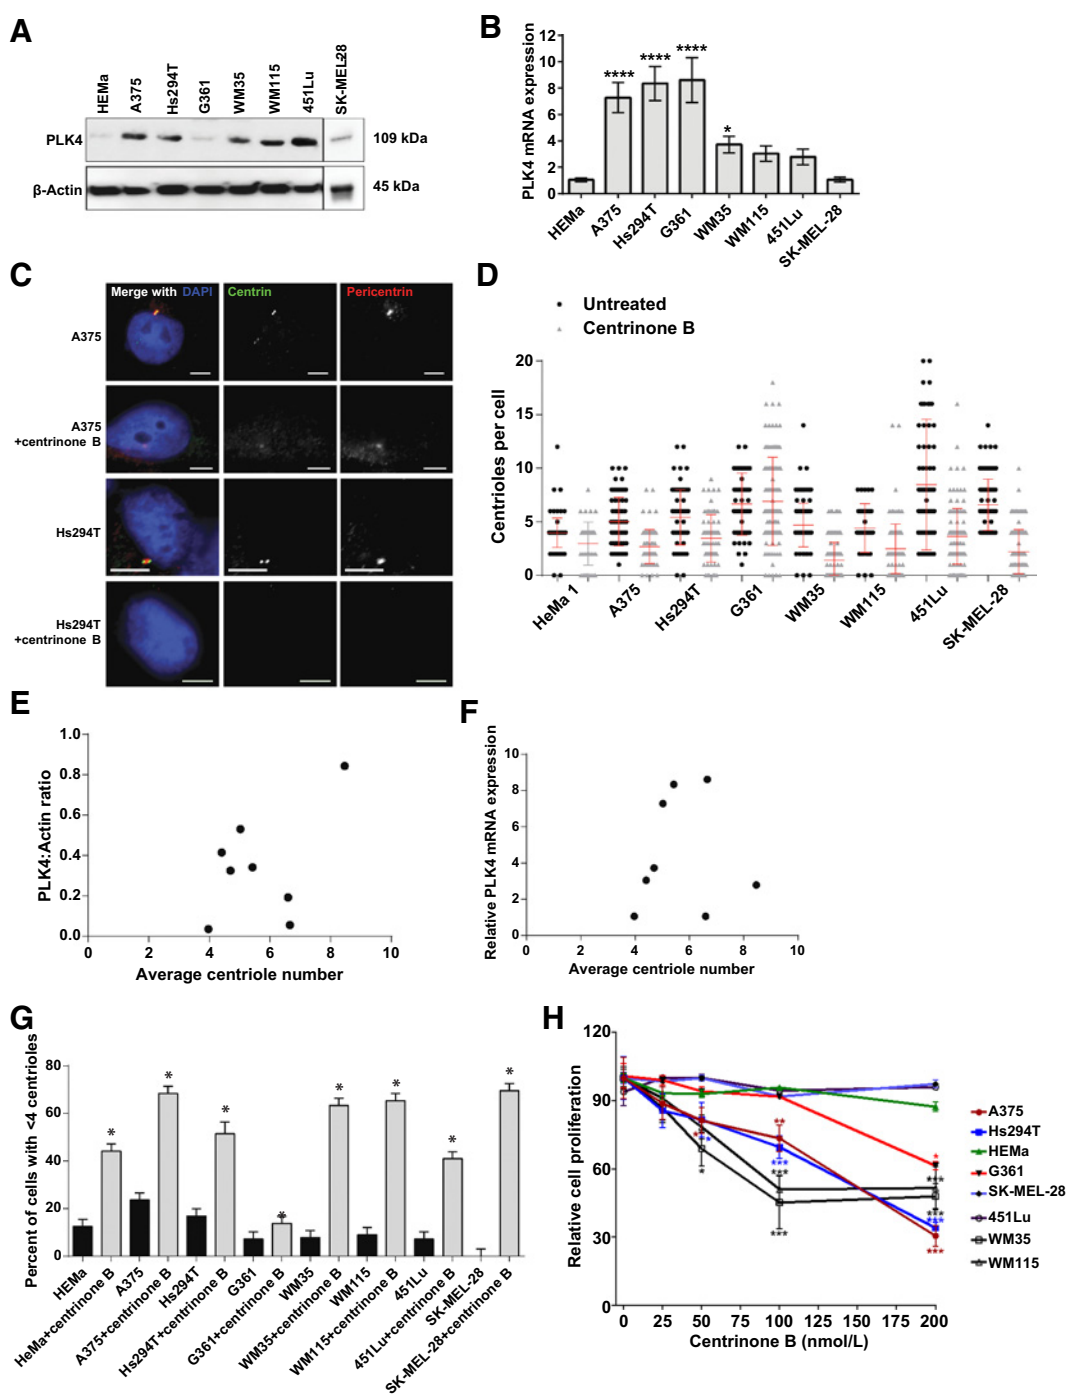 A
HEMa
A375
Hs294T
G361
WM35
WM115
451Lu
SK-MEL28
PLK4
109 kDa
β-Actin
45 kDa
B
PLK4 mRNA expression
12
10
8
6
4
2
0
****
****
****
*
HEMa
A375
Hs294T
G361
WM35
WM115
451Lu
SK-MEL-28
C
Merge with DAPI
Centrin
Pericentrin
A375
A375
+centrinone B
Hs294T
Hs294T
+centrinone B
D
Untreated
Centrinone B
Centrioles per cell
20
15
10
5
0
HeMa 1
A375
Hs294T
G361
WM35
WM115
451Lu
SK-MEL-28
E
PLK4:Actin ratio
1.0
0.8
0.6
0.4
0.2
0.0
0 2 4 6 8 10
Average centriole number
F
Relative PLK4 mRNA expression
10
8
6
4
2
0
0 2 4 6 8 10
Average centriole number
G
Percent of cells with <4 centrioles
80
60
40
20
0
*
*
*
*
*
*
*
*
HEMa
HeMa+centrinone B
A375
A375+centrinone B
Hs294T
Hs294T+centrinone B
G361
G361+centrinone B
WM35
WM35+centrinone B
WM115
WM115+centrinone B
451Lu
451Lu+centrinone B
SK-MEL-28
SK-MEL-28+centrinone B
H
Relative cell proliferation
120
90
60
30
0
0 25 50 75 100 125 150 175 200
Centrinone B (nmol/L)
*
**
***
***
***
*
***
***
***
***
A375
Hs294T
HEMa
G361
SK-MEL-28
451Lu
WM35
WM115